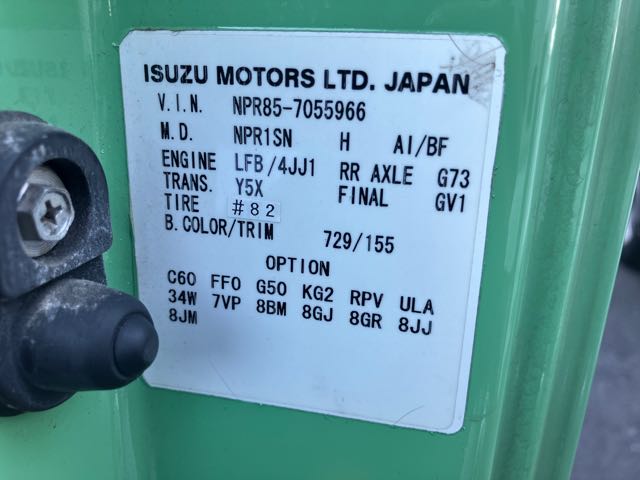 ISUZU MOTORS LTD. JAPAN
V.I.N. NPR85-7055966
M.D. NPR1SN H AI/BF
ENGINE LFB/4JJ1 RR AXLE G73
TRANS. Y5X FINAL GV1
TIRE #82
B.COLOR/TRIM 729/155
OPTION
C60 FF0 G50 KG2 RPV ULA
34W 7VP 8BM 8GJ 8GR 8JJ
8JM